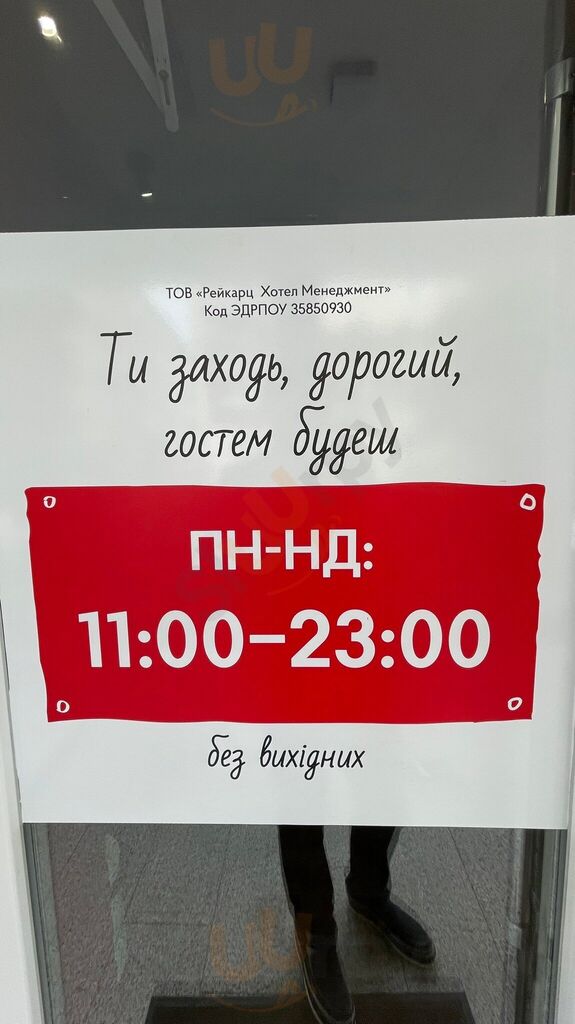 ТОВ «Рейкарц Хотел Менеджмент»
Код ЭДРПОУ 35850930
Ти заходь, дорогий,
гостем будеш
ПН-НД:
11:00–23:00
без вихідних